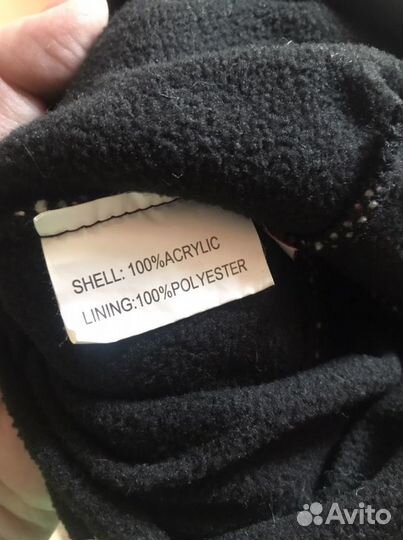 SHELL: 100%ACRYLIC
LINING:100%POLYESTER
Avito